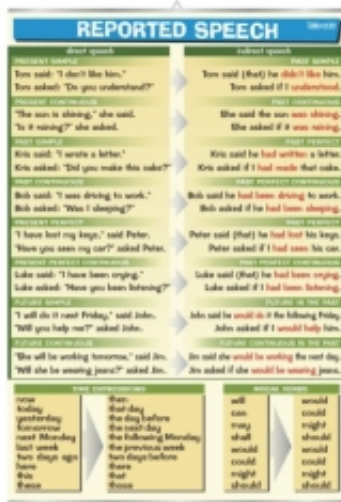 REPORTED SPEECH
direct speech
indirect speech
PRESENT SIMPLE
PAST SIMPLE
Tom said: "I don't like him."
Tom said (that) he didn't like him.
Tom asked: "Do you understand?"
Tom asked if I understood.
PRESENT CONTINUOUS
PAST CONTINUOUS
"The sun is shining," she said.
She said the sun was shining.
"Is it raining?" she asked.
She asked if it was raining.
PAST SIMPLE
PAST PERFECT
Kris said: "I wrote a letter."
Kris said he had written a letter.
Kris asked: "Did you make this cake?"
Kris asked if I had made that cake.
PAST CONTINUOUS
PAST PERFECT CONTINUOUS
Bob said: "I was driving to work."
Bob said he had been driving to work.
Bob asked: "Was I sleeping?"
Bob asked if he had been sleeping.
PRESENT PERFECT
PAST PERFECT
"I have lost my keys," said Peter.
Peter said (that) he had lost his keys.
"Have you seen my car?" asked Peter.
Peter asked if I had seen his car.
PRESENT PERFECT CONTINUOUS
PAST PERFECT CONTINUOUS
Luke said: "I have been crying."
Luke said (that) he had been crying.
Luke asked: "Have you been listening?"
Luke asked if I had been listening.
FUTURE SIMPLE
FUTURE IN THE PAST
"I will do it next Friday," said John.
John said he would do it the following Friday.
"Will you help me?" asked John.
John asked if I would help him.
FUTURE CONTINUOUS
FUTURE CONTINUOUS IN THE PAST
"She will be working tomorrow," said Jim.
Jim said she would be working the next day.
"Will she be wearing jeans?" asked Jim.
Jim asked if she would be wearing jeans.
TIME EXPRESSIONS
now
today
yesterday
tomorrow
next Monday
last week
two days ago
here
this
these
then
that day
the day before
the next day
the following Monday
the previous week
two days before
there
that
those
MODAL VERBS
will
can
may
shall
would
could
might
should
would
could
might
should
would
could
might
should